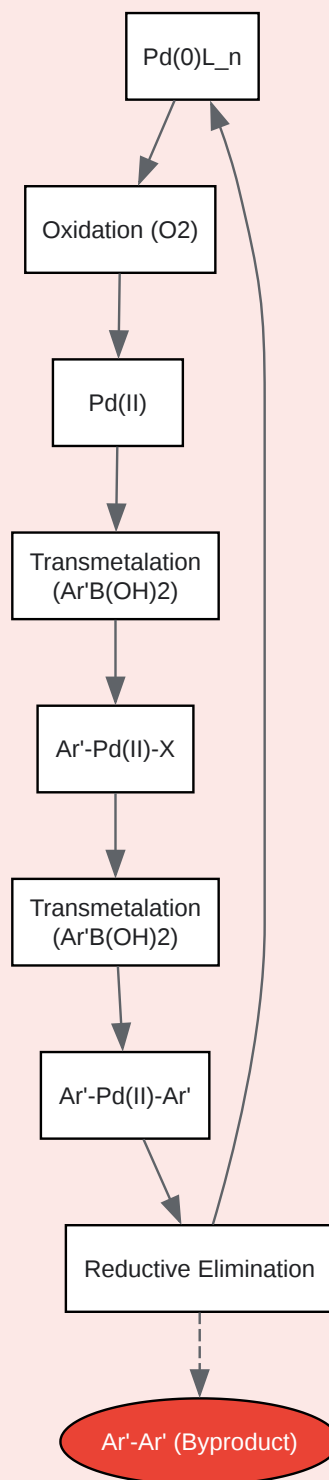 Pd(0)L_n
Oxidation (O2)
Pd(II)
Transmetalation
(Ar'B(OH)2)
Ar'-Pd(II)-X
Transmetalation
(Ar'B(OH)2)
Ar'-Pd(II)-Ar'
Reductive Elimination
Ar'-Ar' (Byproduct)